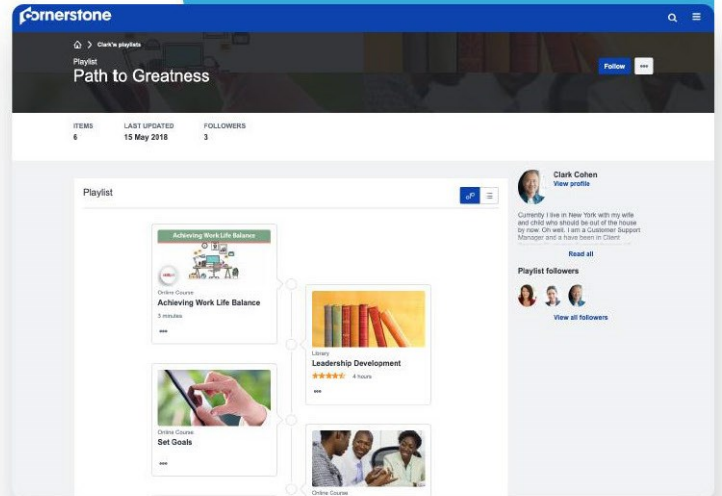 cornerstone
Clark's playlists
Playlist
Path to Greatness
Follow
ITEMS
6
LAST UPDATED
15 May 2018
FOLLOWERS
3
Playlist
Achieving Work Life Balance
Online Course
Achieving Work Life Balance
3 minutes
Library
Leadership Development
4 hours
Online Course
Set Goals
Online Course
Clark Cohen
View profile
Currently I live in New York with my wife
and child who should be out of the house
by now. Oh well. I am a Customer Support
Manager and a have been in Client
Read all
Playlist followers
View all followers